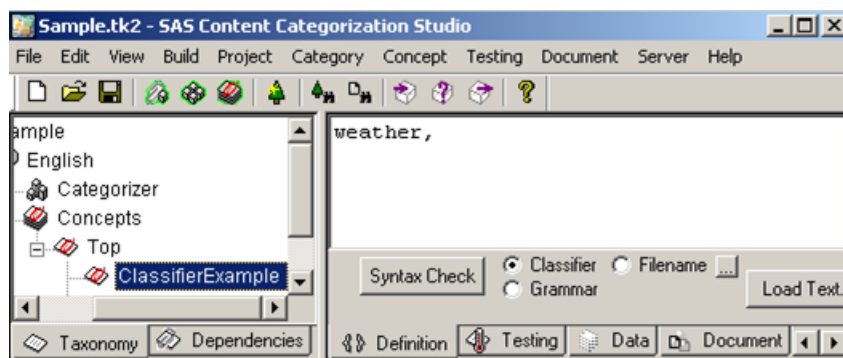 Sample.tk2 - SAS Content Categorization Studio
File Edit View Build Project Category Concept Testing Document Server Help
ample
English
Categorizer
Concepts
Top
ClassifierExample
weather,
Syntax Check
Classifier
Filename ...
Grammar
Load Text.
Taxonomy
Dependencies
Definition
Testing
Data
Document